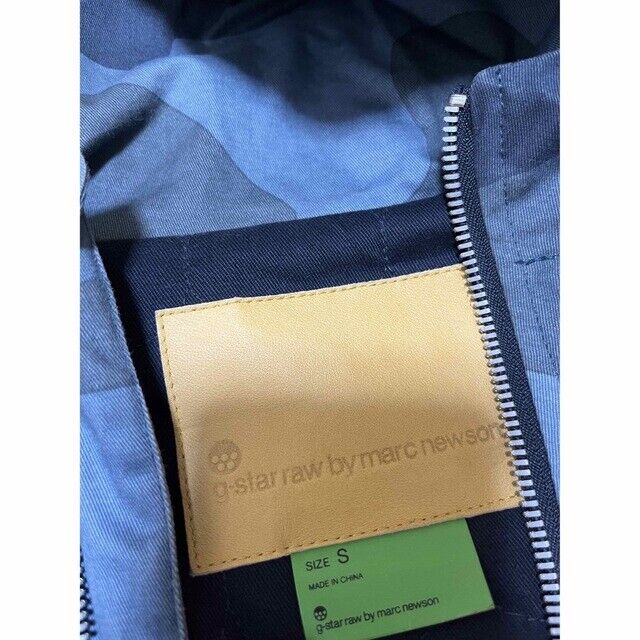 g-star raw by marc newson
SIZE S
MADE IN CHINA
g-star raw by marc newson